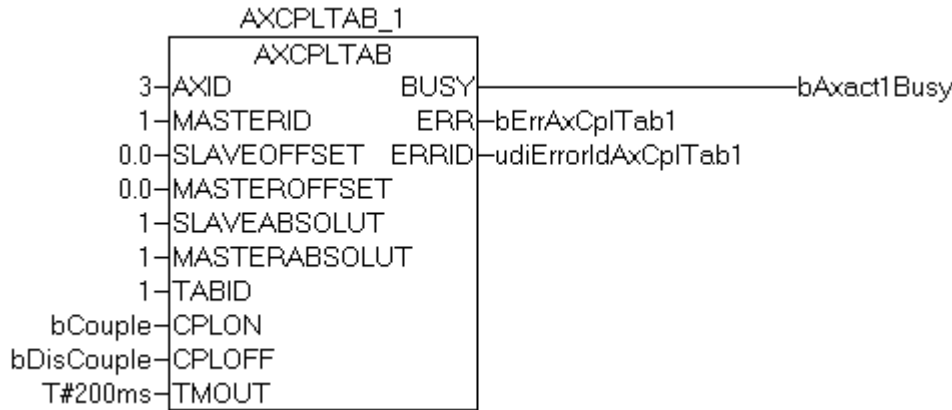 AXCPLTAB_1
AXCPLTAB
3 AXID BUSY bAxact1Busy
1 MASTERID ERR bErrAxCplTab1
0.0 SLAVEOFFSET ERRID udiErrorIdAxCplTab1
0.0 MASTEROFFSET
1 SLAVEABSOLUT
1 MASTERABSOLUT
1 TABID
bCouple CPLON
bDisCouple CPLOFF
T#200ms TMOUT